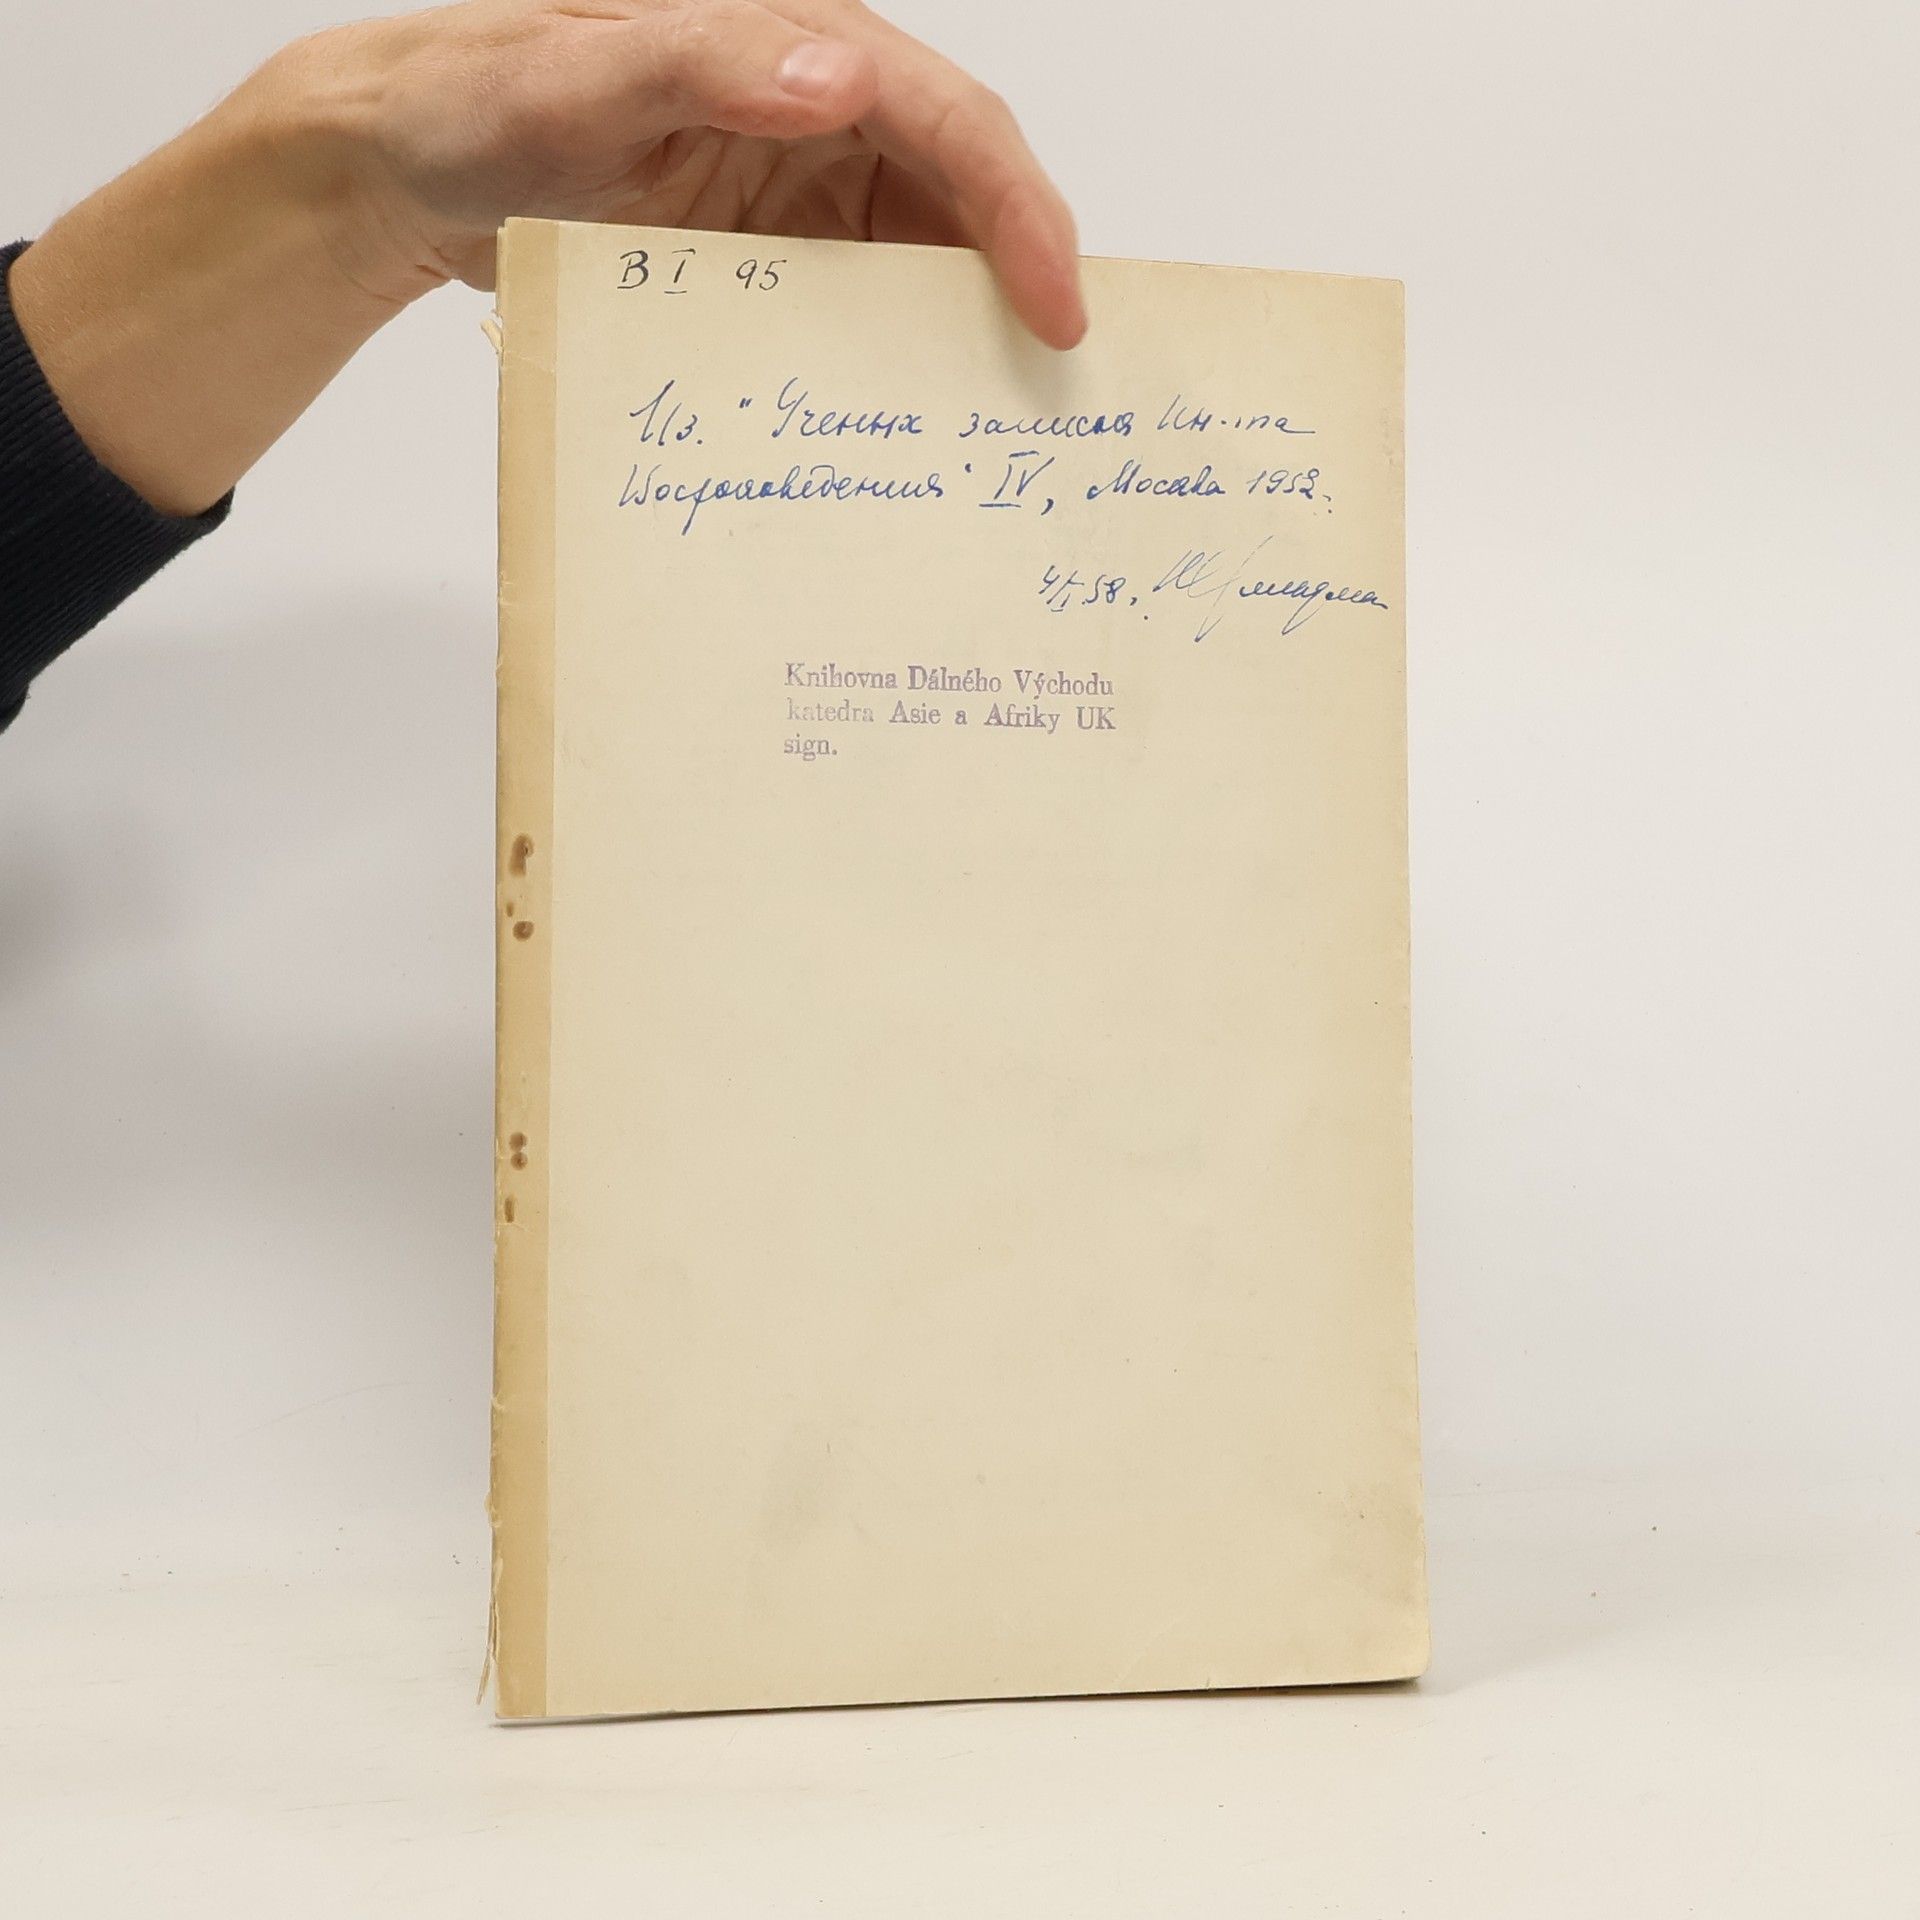 B I 95
Из. "Ученых записок Ин-та
Востоковедения" IV, Москва 1952.
4/I.58.
Knihovna Dálného Východu
katedra Asie a Afriky UK
sign.